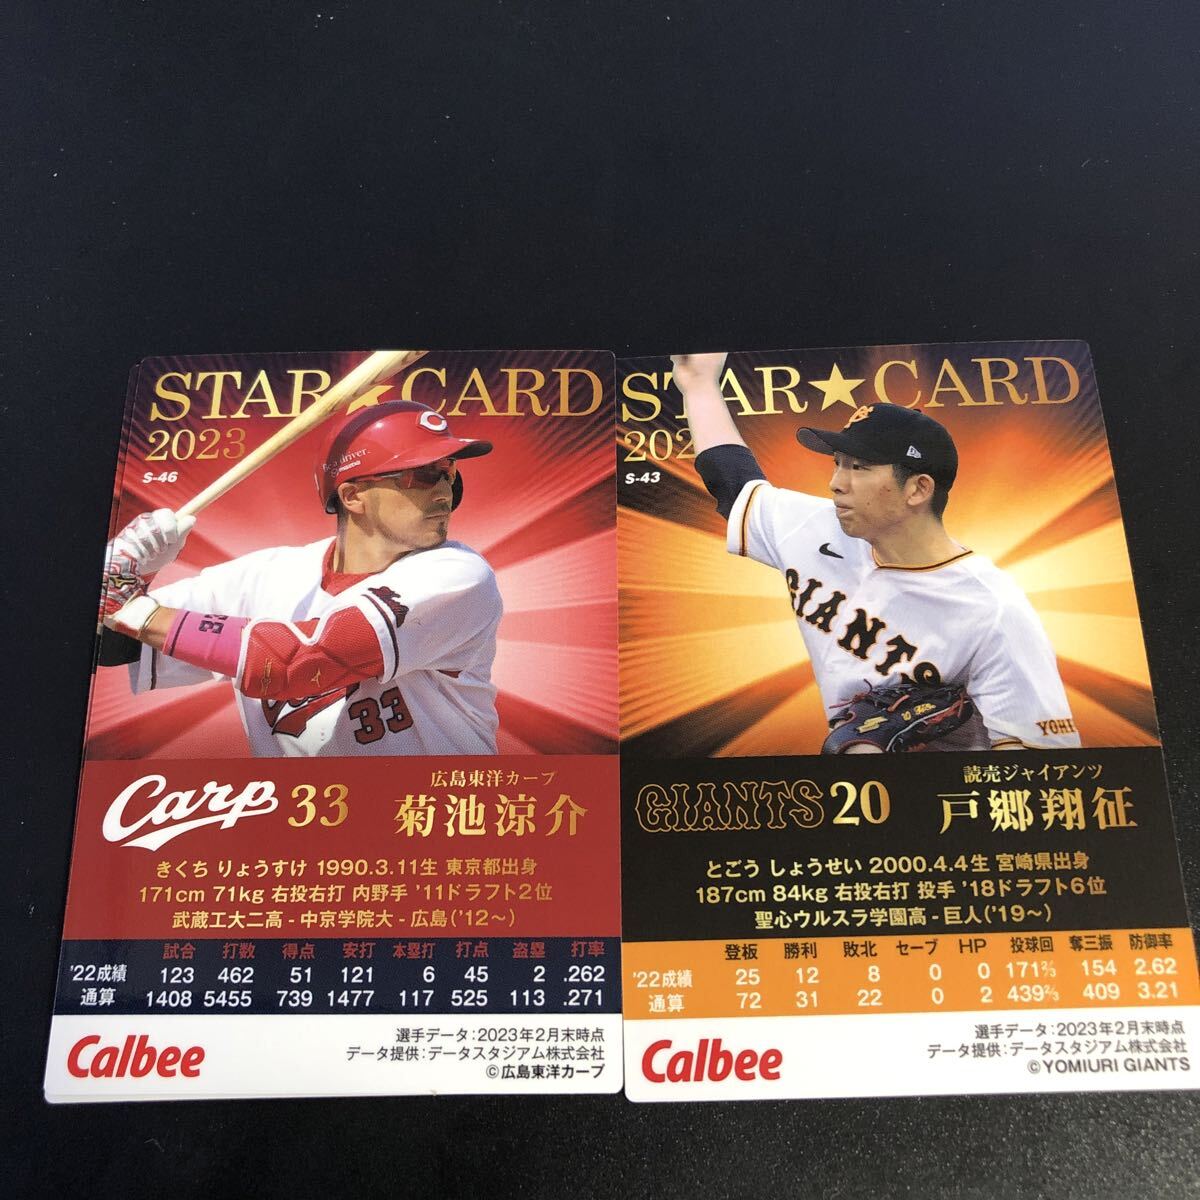 STAR★CARD
2023
S-46
C
33
33
Carp 33
広島東洋カープ
菊池涼介
きくち りょうすけ 1990.3.11生 東京都出身
171cm 71kg 右投右打 内野手 '11ドラフト2位
武蔵工大二高 - 中京学院大 - 広島('12~)
試合 打数 得点 安打 本塁打 打点 盗塁 打率
'22成績 123 462 51 121 6 45 2 .262
通算 1408 5455 739 1477 117 525 113 .271
Calbee
選手データ:2023年2月末時点
データ提供:データスタジアム株式会社
©広島東洋カープ
STAR★CARD
202
S-43
GIANTS
YOMI
GIANTS 20
読売ジャイアンツ
戸郷翔征
とごう しょうせい 2000.4.4生 宮崎県出身
187cm 84kg 右投右打 投手 '18ドラフト6位
聖心ウルスラ学園高 - 巨人('19~)
登板 勝利 敗北 セーブ HP 投球回 奪三振 防御率
'22成績 25 12 8 0 0 171⅔ 154 2.62
通算 72 31 22 0 2 439⅔ 409 3.21
Calbee
選手データ:2023年2月末時点
データ提供:データスタジアム株式会社
©YOMIURI GIANTS